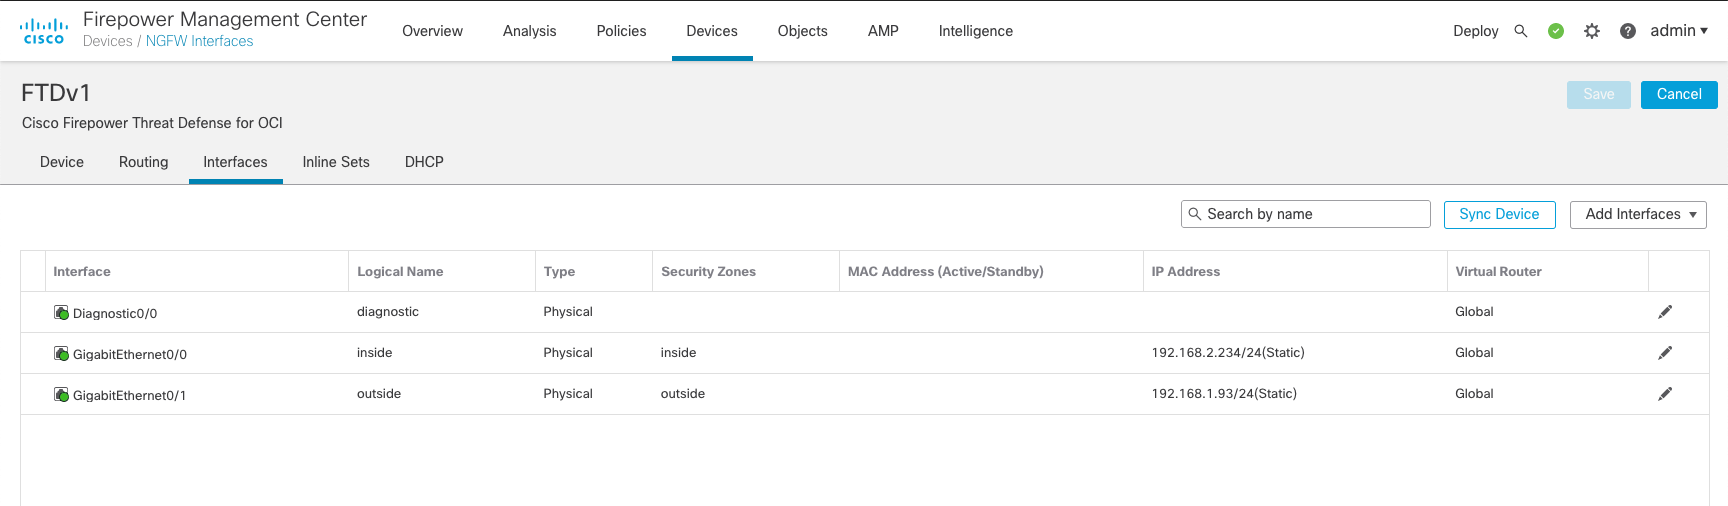 Firepower Management Center
Devices / NGFW Interfaces
CISCO
Overview Analysis Policies Devices Objects AMP Intelligence
Deploy admin
FTDv1
Save Cancel
Cisco Firepower Threat Defense for OCI
Device Routing Interfaces Inline Sets DHCP
Search by name Sync Device Add Interfaces
Interface Logical Name Type Security Zones MAC Address (Active/Standby) IP Address Virtual Router
Diagnostic0/0 diagnostic Physical Global
GigabitEthernet0/0 inside Physical inside 192.168.2.234/24(Static) Global
GigabitEthernet0/1 outside Physical outside 192.168.1.93/24(Static) Global